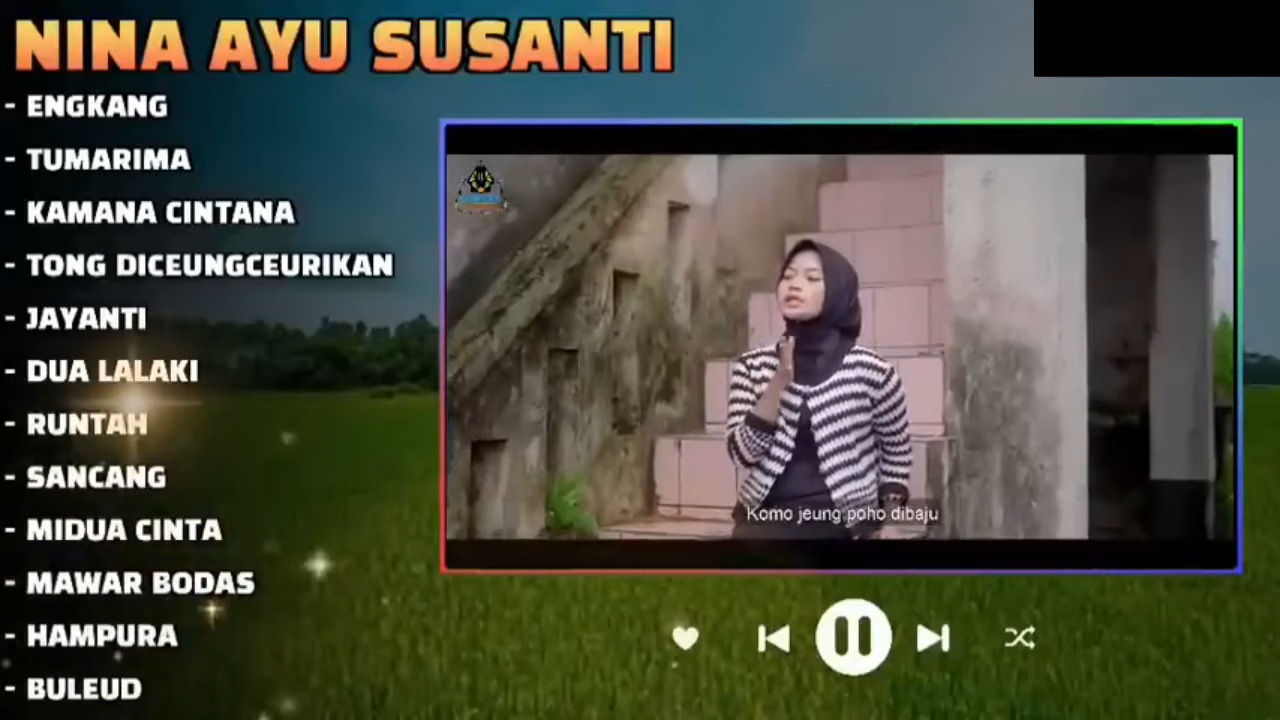 NINA AYU SUSANTI
- ENGKANG
- TUMARIMA
- KAMANA CINTANA
- TONG DICEUNGCEURIKAN
- JAYANTI
- DUA LALAKI
- RUNTAH
- SANCANG
- MIDUA CINTA
- MAWAR BODAS
- HAMPURA
- BULEUD
Komo jeung poho dibaju